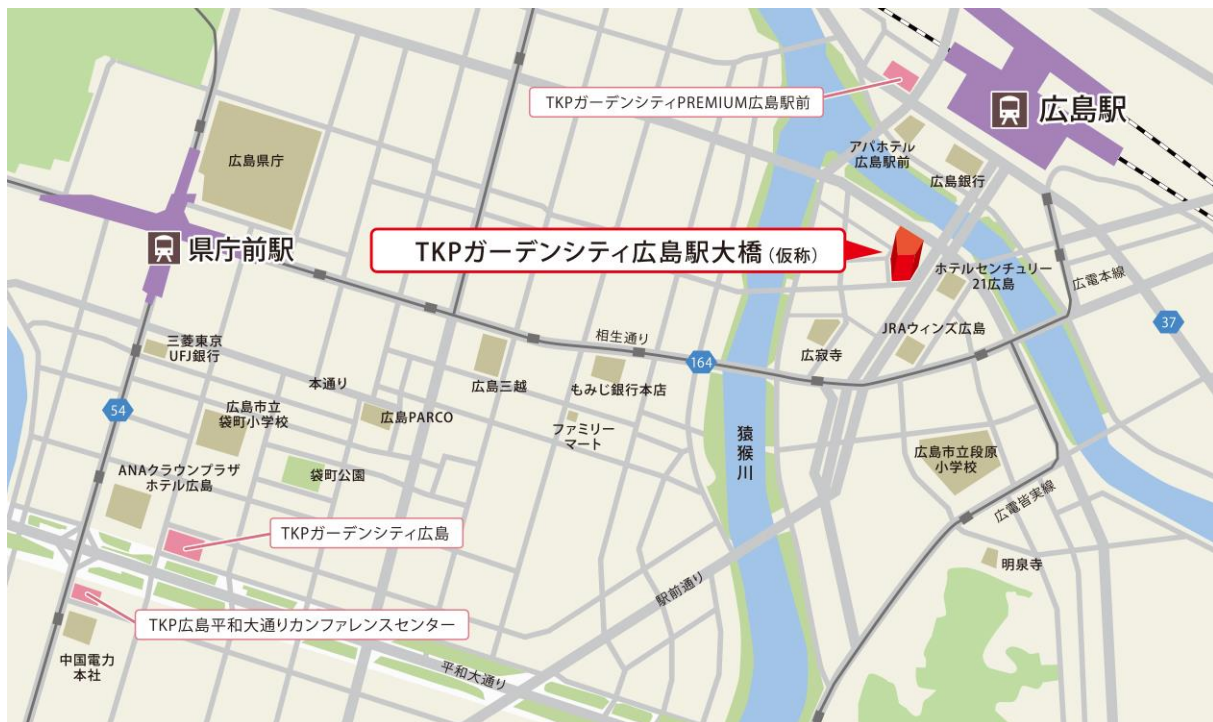 TKPガーデンシティPREMIUM広島駅前
広島駅
アパホテル
広島駅前
広島銀行
広島県庁
県庁前駅
TKPガーデンシティ広島駅大橋（仮称）
ホテルセンチュリー
21広島
広電本線
37
三菱東京
UFJ銀行
本通り
相生通り
164
広寂寺
JRAウィンズ広島
広島三越
もみじ銀行本店
54
広島市立
袋町小学校
広島PARCO
ファミリー
マート
猿猴川
広島市立段原
小学校
ANAクラウンプラザ
ホテル広島
袋町公園
広電皆実線
TKPガーデンシティ広島
明泉寺
駅前通り
TKP広島平和大通りカンファレンスセンター
中国電力
本社
平和大通り